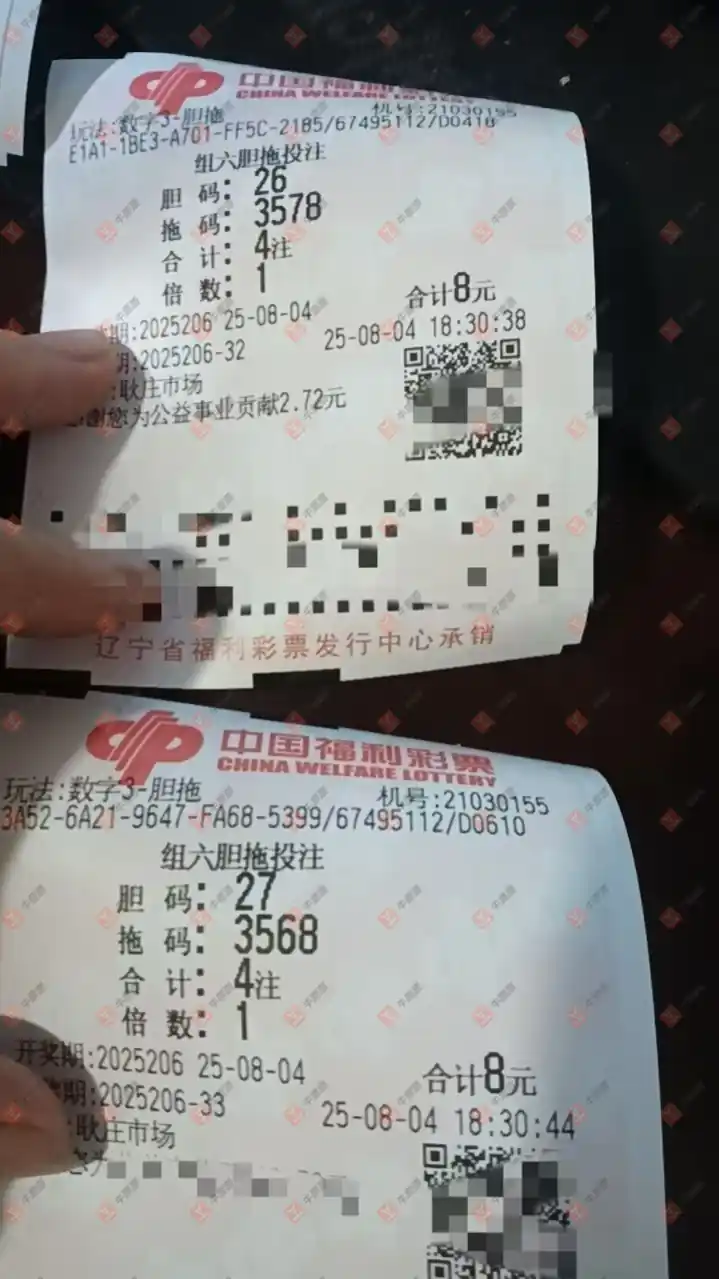 中国福利彩票
CHINA WELFARE LOTTERY
玩法:数字3-胆拖
机号:21030155
E1A1-1BE3-A701-FF5C-2185/67495112/D0410
组六胆拖投注
胆 码: 26
拖 码: 3578
合 计: 4注
倍 数: 1
合计8元
期:2025206 25-08-04
25-08-04 18:30:38
期:2025206-32
:耿庄市场
谢您为公益事业贡献2.72元
辽宁省福利彩票发行中心承销
中国福利彩票
CHINA WELFARE LOTTERY
玩法:数字3-胆拖
机号:21030155
3A52-6A21-9647-FA68-5399/67495112/D0610
组六胆拖投注
胆 码: 27
拖 码: 3568
合 计: 4注
倍 数: 1
开奖期:2025206 25-08-04
合计8元
期:2025206-33
25-08-04 18:30:44
:耿庄市场